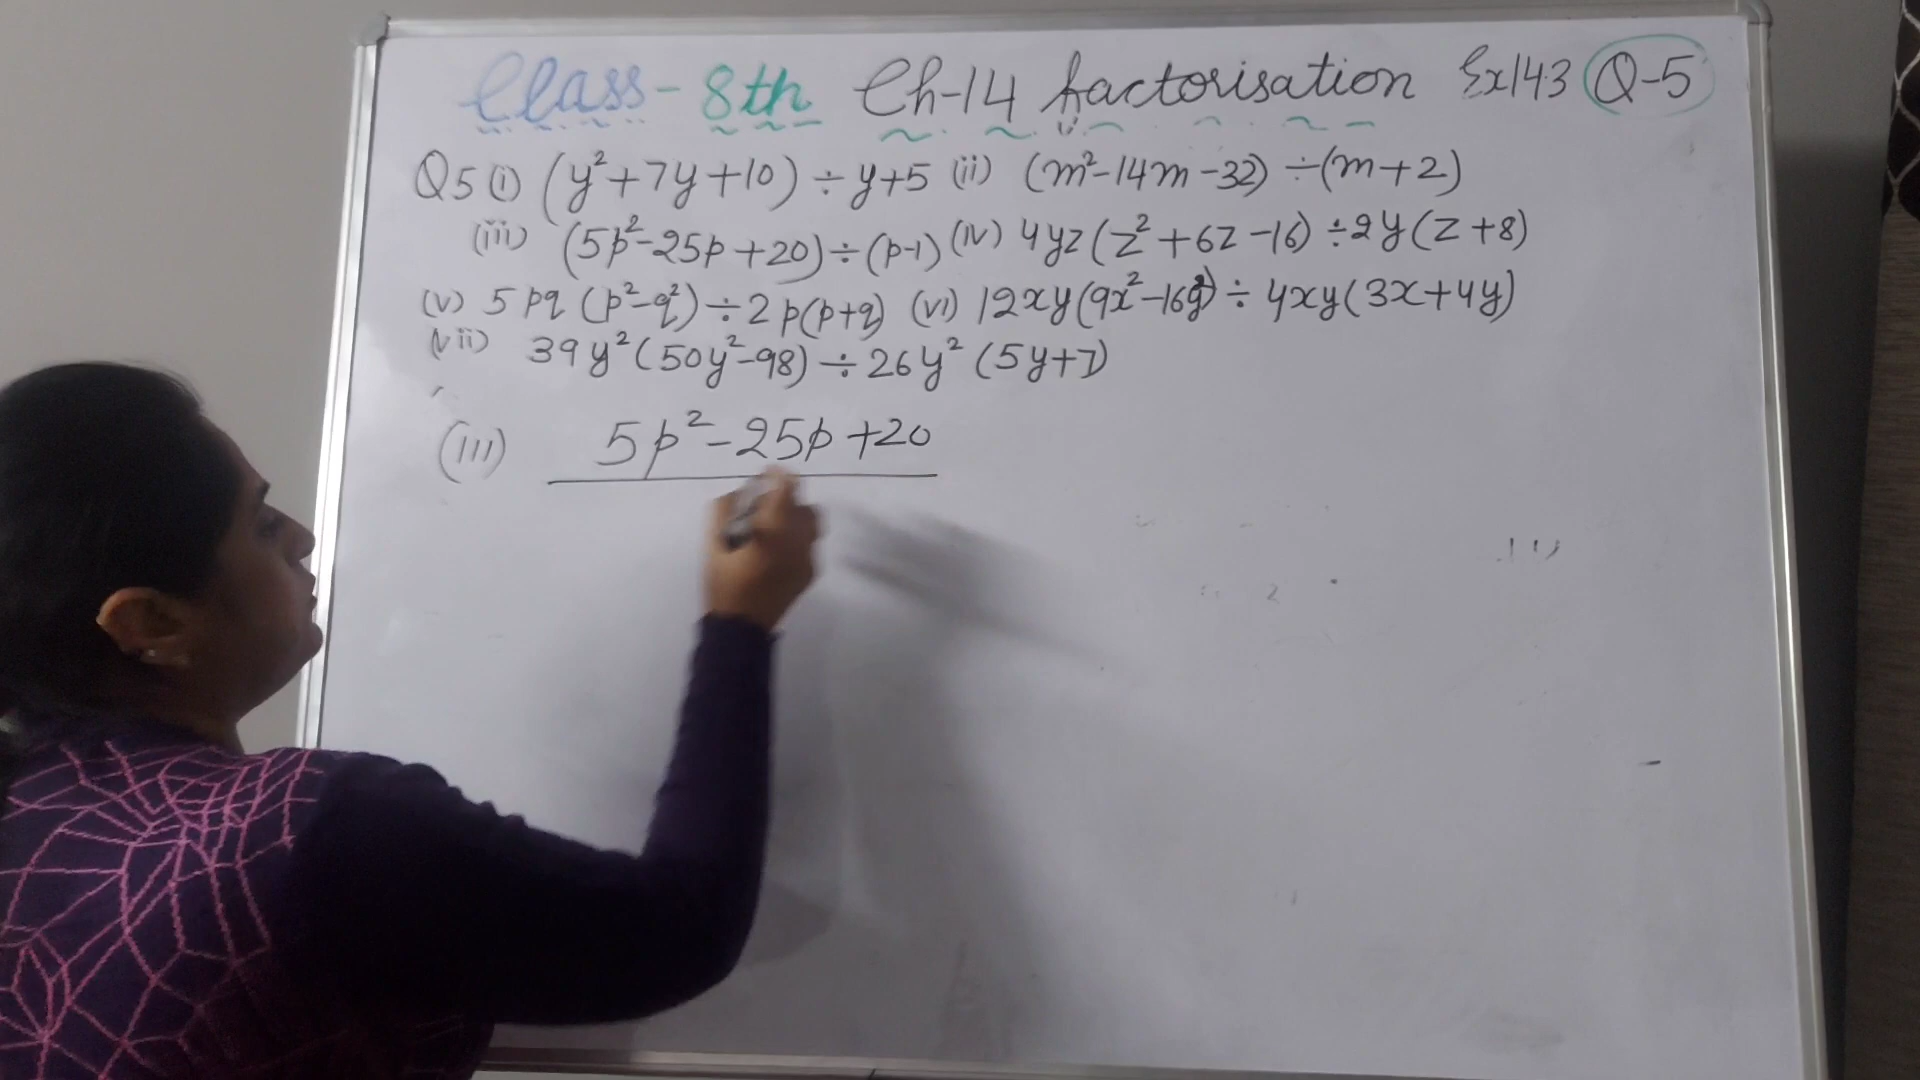 Class - 8th Ch-14 factorisation Ex14.3 Q-5
Q5 (i) (y²+7y+10) ÷ y+5 (ii) (m²-14m-32) ÷ (m+2)
(iii) (5p²-25p+20) ÷ (p-1) (iv) 4yz(z²+6z-16) ÷ 2y(z+8)
(v) 5pq(p²-q²) ÷ 2p(p+q) (vi) 12xy(9x²-16y²) ÷ 4xy(3x+4y)
(vii) 39y²(50y²-98) ÷ 26y²(5y+7)
(iii) 5p²-25p+20